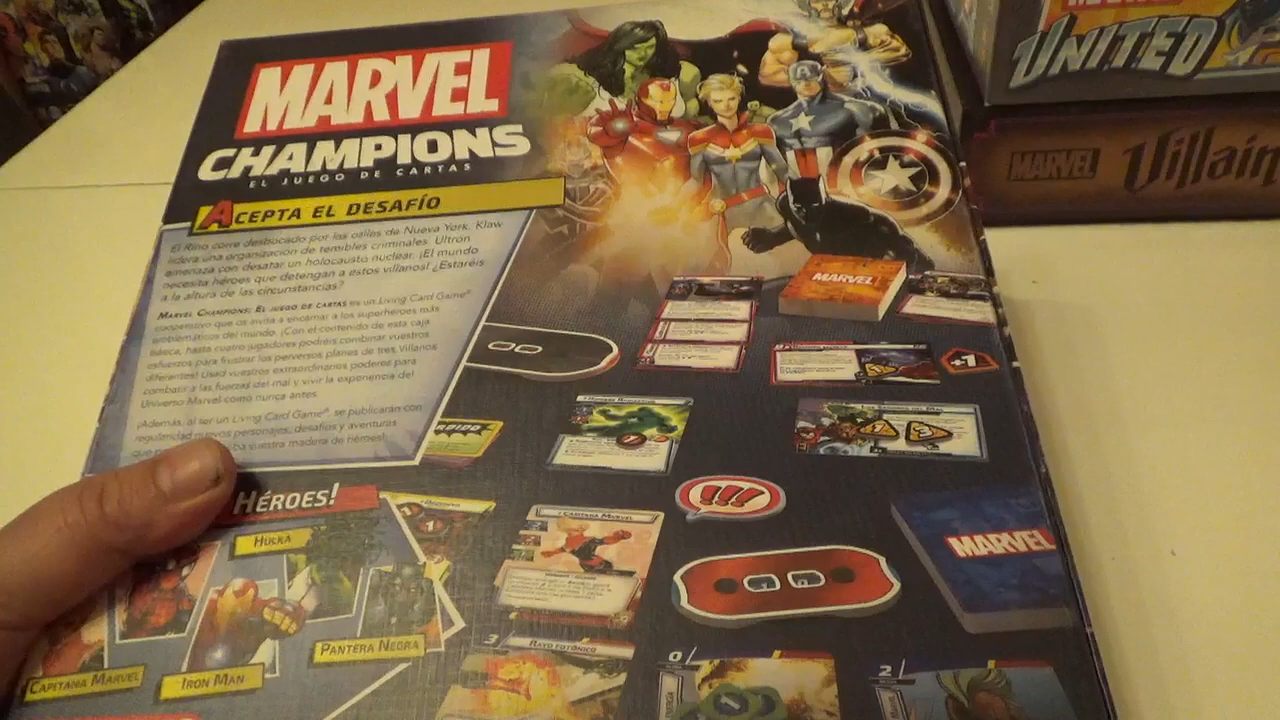 MARVEL
CHAMPIONS
EL JUEGO DE CARTAS
ACEPTA EL DESAFÍO
El Rino corre desbocado por las calles de Nueva York. Klaw
lidera una organización de temibles criminales. Ultrón
amenaza con desatar un holocausto nuclear. ¡El mundo
necesita héroes que detengan a estos villanos! ¿Estaréis
a la altura de las circunstancias?
MARVEL CHAMPIONS: EL JUEGO DE CARTAS es un Living Card Game®
cooperativo que os invita a encarnar a los superhéroes más
emblemáticos del mundo. ¡Con el contenido de esta caja
básica, hasta cuatro jugadores podréis combinar vuestros
esfuerzos para frustrar los perversos planes de tres Villanos
diferentes! Usad vuestros extraordinarios poderes para
combatir a las fuerzas del mal y vivir la experiencia del
Universo Marvel como nunca antes.
¡Además, al ser un Living Card Game®, se publicarán con
regularidad nuevos personajes, desafíos y aventuras
que vuestra madera de héroes!
HÉROES!
HULKA
PANTERA NEGRA
CAPITANA MARVEL
IRON MAN
MARVEL
+1
CAPITANA MARVEL
!!!
MARVEL
3
RAYO FOTÓNICO
0
2
1
UNITED
MARVEL
Villain